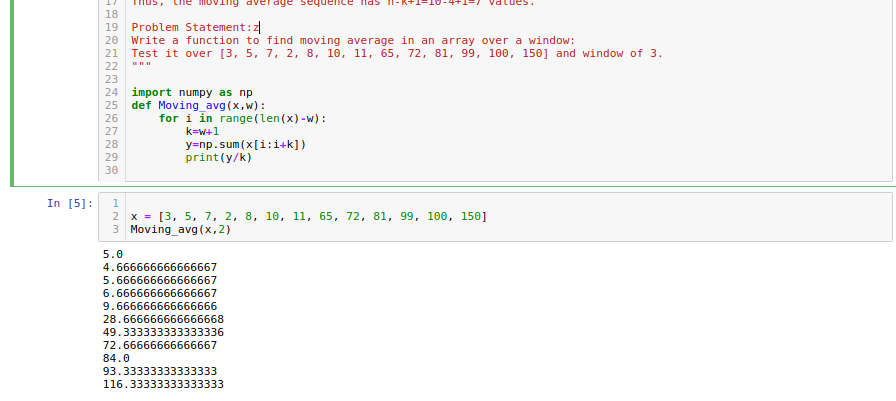 17 Thus, the moving average sequence has n-k+1=10-4+1=7 values.
18
19 Problem Statement:z
20 Write a function to find moving average in an array over a window:
21 Test it over [3, 5, 7, 2, 8, 10, 11, 65, 72, 81, 99, 100, 150] and window of 3.
22 """
23
24 import numpy as np
25 def Moving_avg(x,w):
26     for i in range(len(x)-w):
27         k=w+1
28         y=np.sum(x[i:i+k])
29         print(y/k)
30
In [5]: 1
2 x = [3, 5, 7, 2, 8, 10, 11, 65, 72, 81, 99, 100, 150]
3 Moving_avg(x,2)
5.0
4.666666666666667
5.666666666666667
6.666666666666667
9.666666666666666
28.666666666666668
49.333333333333336
72.66666666666667
84.0
93.33333333333333
116.33333333333333